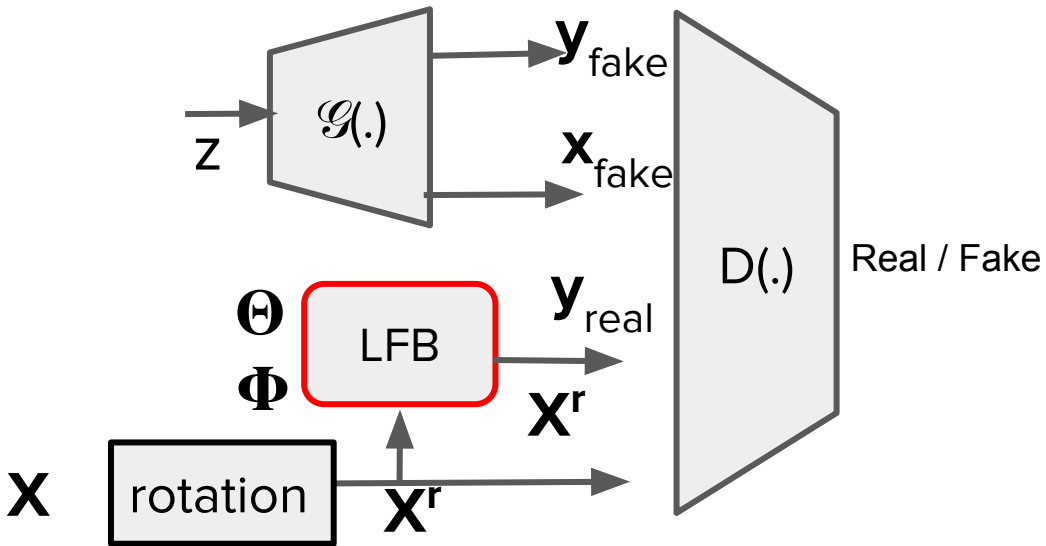 y_fake
𝒢(.)
z
x_fake
D(.)
Real / Fake
y_real
Θ
LFB
Φ
X^r
X
rotation
X^r